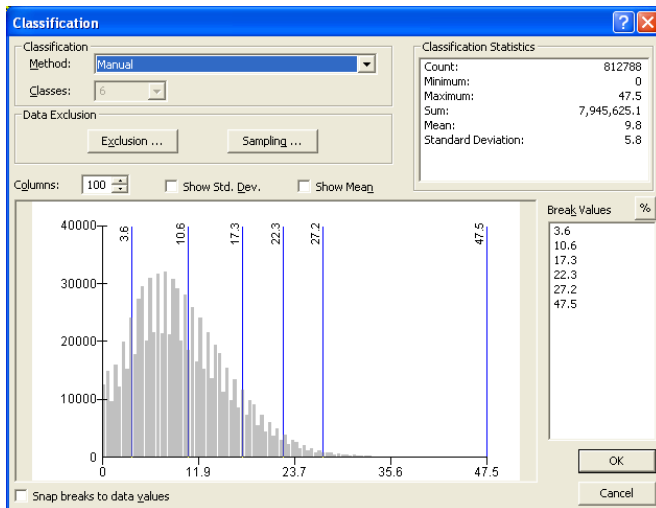 Classification
Classification
Method: Manual
Classes: 6
Data Exclusion
Exclusion ... Sampling ...
Classification Statistics
Count: 812788
Minimum: 0
Maximum: 47.5
Sum: 7,945,625.1
Mean: 9.8
Standard Deviation: 5.8
Columns: 100 Show Std. Dev. Show Mean
Break Values %
3.6
10.6
17.3
22.3
27.2
47.5
40000
30000
20000
10000
0
3.6 10.6 17.3 22.3 27.2 47.5
0 11.9 23.7 35.6 47.5
Snap breaks to data values
OK
Cancel